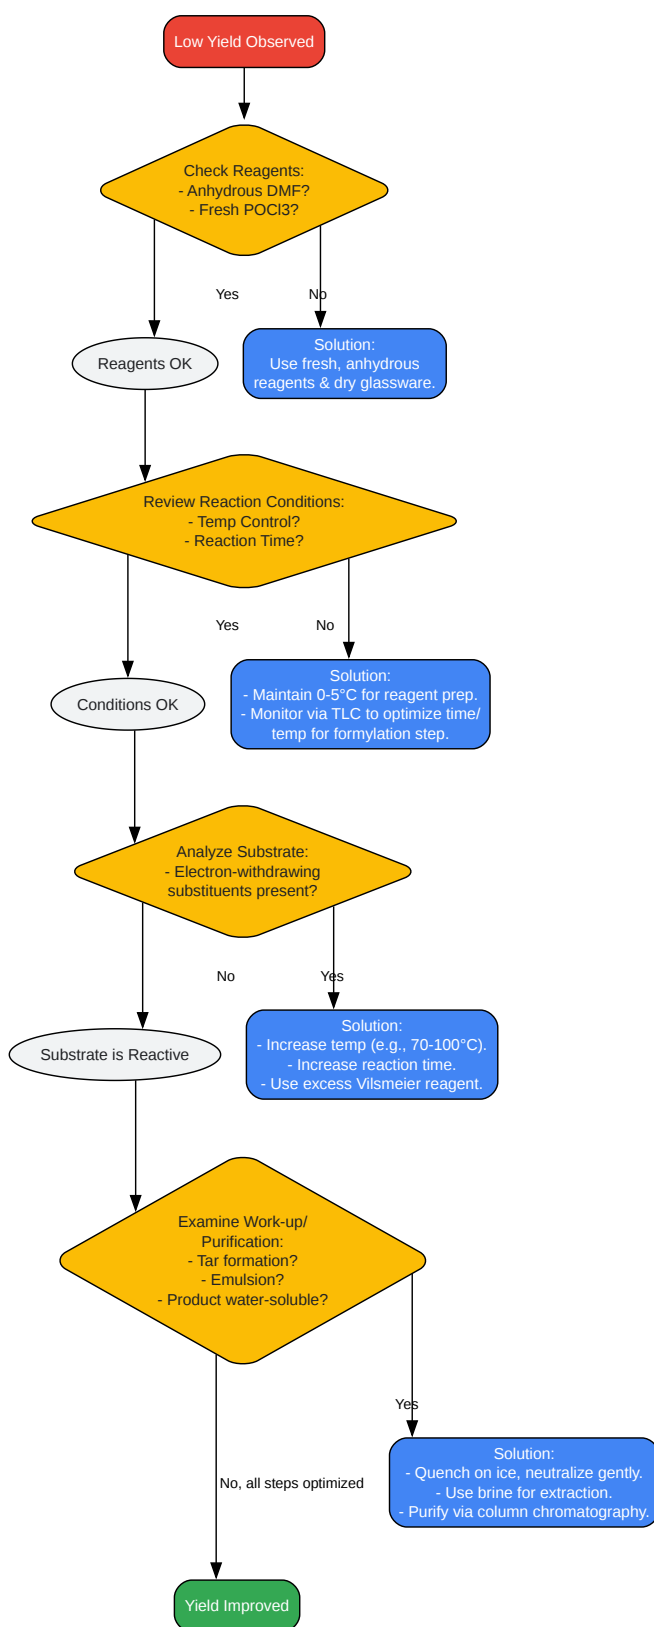 Low Yield Observed
Check Reagents:
- Anhydrous DMF?
- Fresh POCl3?
Yes
No
Reagents OK
Solution:
Use fresh, anhydrous
reagents & dry glassware.
Review Reaction Conditions:
- Temp Control?
- Reaction Time?
Yes
No
Conditions OK
Solution:
- Maintain 0-5°C for reagent prep.
- Monitor via TLC to optimize time/
temp for formylation step.
Analyze Substrate:
- Electron-withdrawing
substituents present?
No
Yes
Substrate is Reactive
Solution:
- Increase temp (e.g., 70-100°C).
- Increase reaction time.
- Use excess Vilsmeier reagent.
Examine Work-up/
Purification:
- Tar formation?
- Emulsion?
- Product water-soluble?
Yes
Solution:
- Quench on ice, neutralize gently.
- Use brine for extraction.
- Purify via column chromatography.
No, all steps optimized
Yield Improved